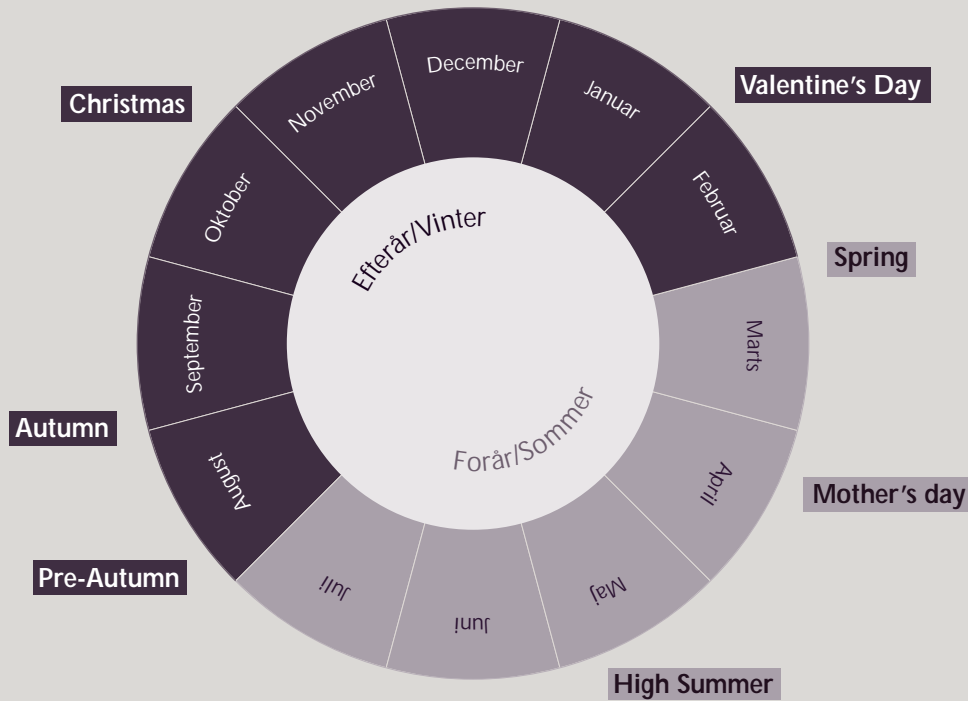 December
Januar
Februar
Marts
April
Maj
Juni
Juli
August
September
Oktober
November
Efterår/Vinter
Forår/Sommer
Valentine's Day
Spring
Mother's day
High Summer
Pre-Autumn
Autumn
Christmas